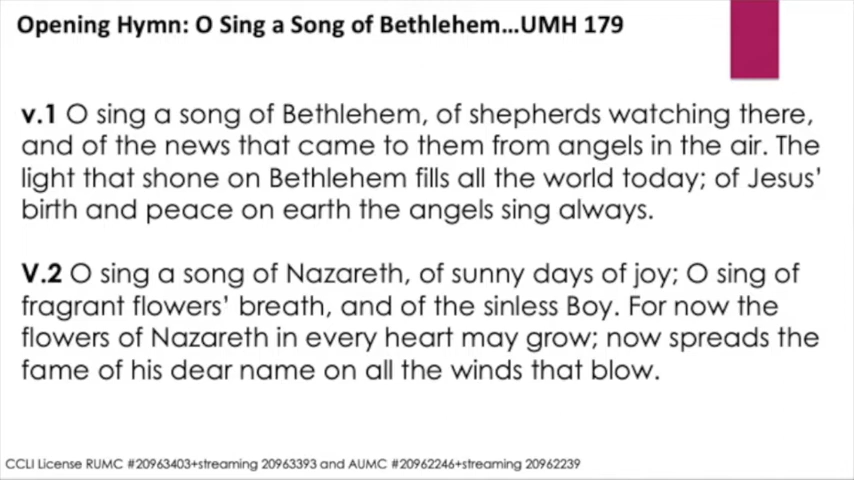 Opening Hymn: O Sing a Song of Bethlehem...UMH 179
v.1 O sing a song of Bethlehem, of shepherds watching there,
and of the news that came to them from angels in the air. The
light that shone on Bethlehem fills all the world today; of Jesus’
birth and peace on earth the angels sing always.
V.2 O sing a song of Nazareth, of sunny days of joy; O sing of
fragrant flowers’ breath, and of the sinless Boy. For now the
flowers of Nazareth in every heart may grow; now spreads the
fame of his dear name on all the winds that blow.
CCLI License RUMC #20963403+streaming 20963393 and AUMC #20962246+streaming 20962239